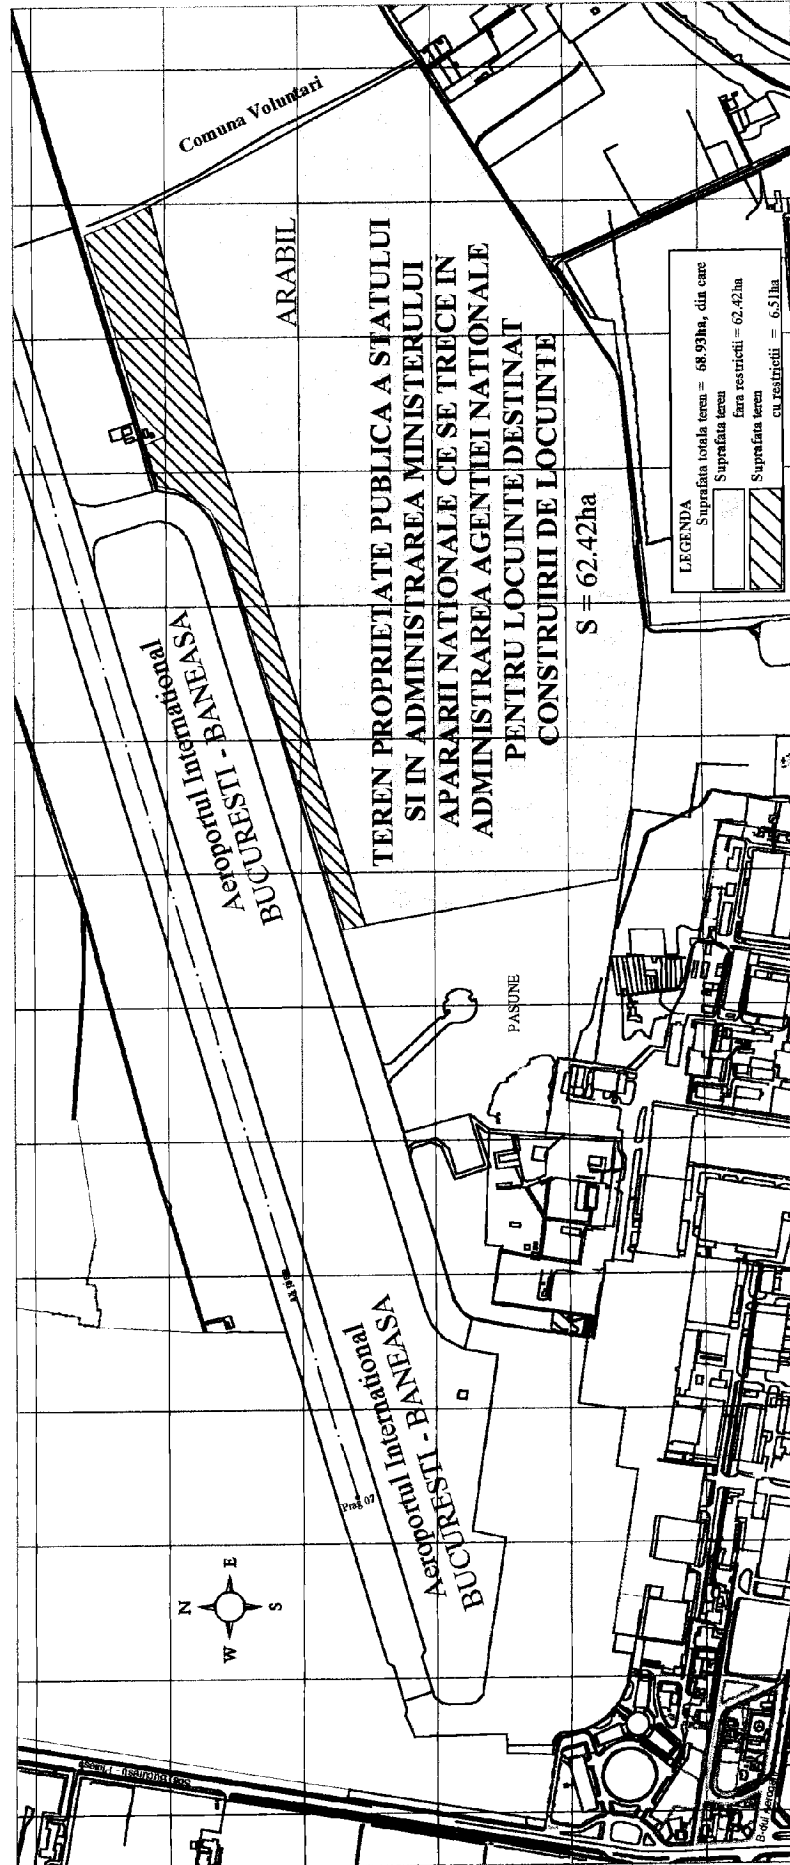 Comuna Voluntari
ARABIL
TEREN PROPRIETATE PUBLICA A STATULUI
SI IN ADMINISTRAREA MINISTERULUI
APARARII NATIONALE CE SE TRECE IN
ADMINISTRAREA AGENTIEI NATIONALE
PENTRU LOCUINTE DESTINAT
CONSTRUIRII DE LOCUINTE
S = 62.42ha
LEGENDA
Suprafata totala teren = 68.93ha, din care
Suprafata teren
fara restrictii = 62.42ha
Suprafata teren
cu restrictii = 6.51ha
Aeroportul International
BUCURESTI - BANEASA
PASUNE
Aeroportul International
BUCURESTI - BANEASA
Prag 07
N
E
S
W
B-dul